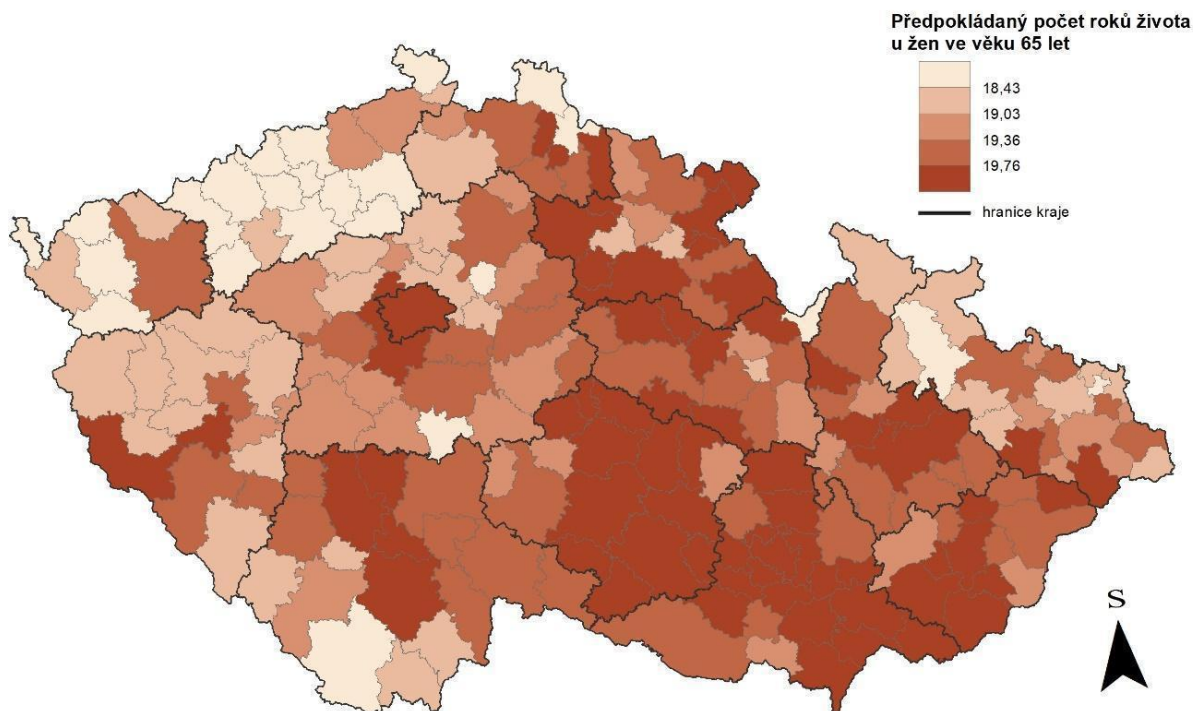 Předpokládaný počet roků života
u žen ve věku 65 let
18,43
19,03
19,36
19,76
hranice kraje
S